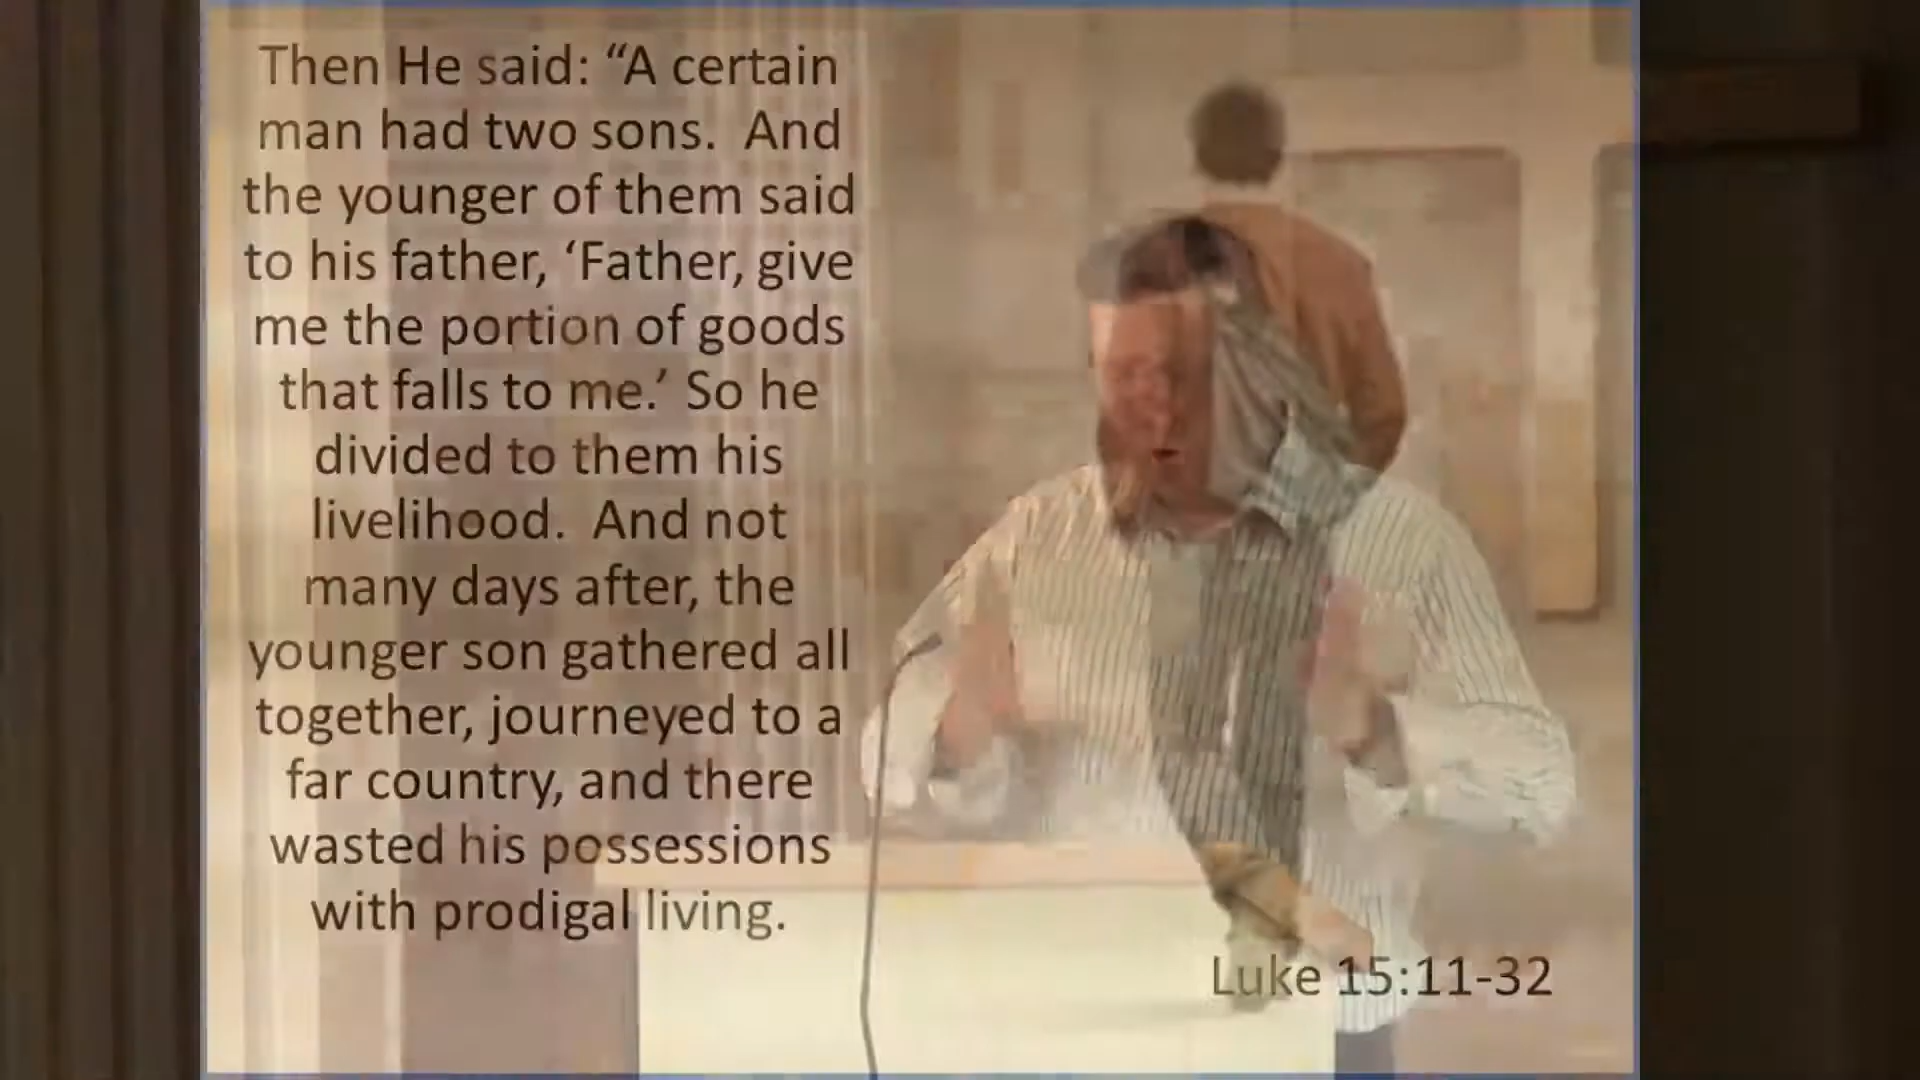 Then He said: “A certain
man had two sons.  And
the younger of them said
to his father, ‘Father, give
me the portion of goods
that falls to me.’ So he
divided to them his
livelihood.  And not
many days after, the
younger son gathered all
together, journeyed to a
far country, and there
wasted his possessions
with prodigal living.
Luke 15:11-32